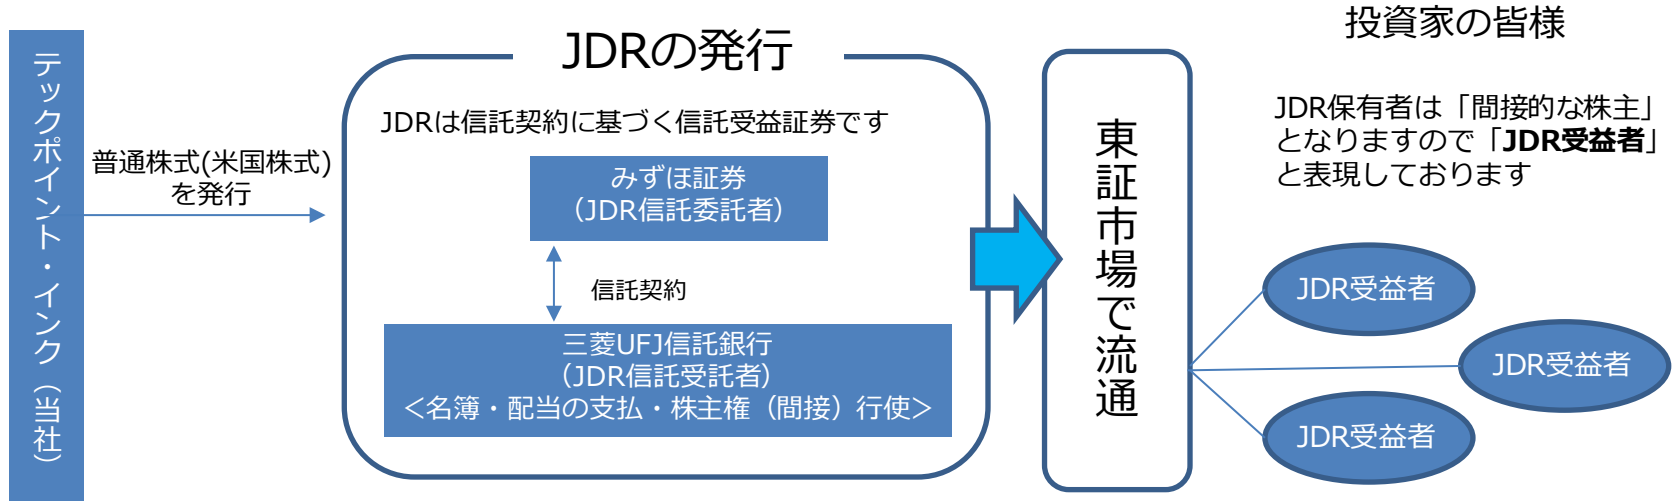 テックポイント・インク（当社）
普通株式(米国株式)
を発行
JDRの発行
JDRは信託契約に基づく信託受益証券です
みずほ証券
（JDR信託委託者）
信託契約
三菱UFJ信託銀行
（JDR信託受託者）
＜名簿・配当の支払・株主権（間接）行使＞
東証市場で流通
投資家の皆様
JDR保有者は「間接的な株主」
となりますので「JDR受益者」
と表現しております
JDR受益者
JDR受益者
JDR受益者